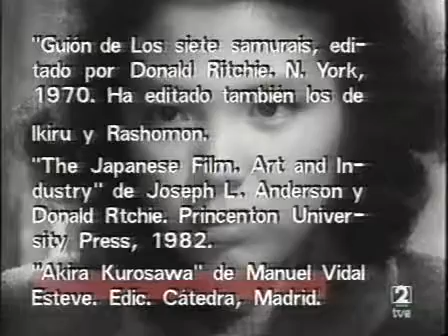 "Guión de Los siete samurais, edi-
tado por Donald Ritchie. N. York,
1970. Ha editado también los de
Ikiru y Rashomon.
"The Japanese Film. Art and In-
dustry" de Joseph L. Anderson y
Donald Rtchie. Princenton Univer-
sity Press, 1982.
"Akira Kurosawa" de Manuel Vidal
Esteve. Edic. Cátedra, Madrid.
2
tve